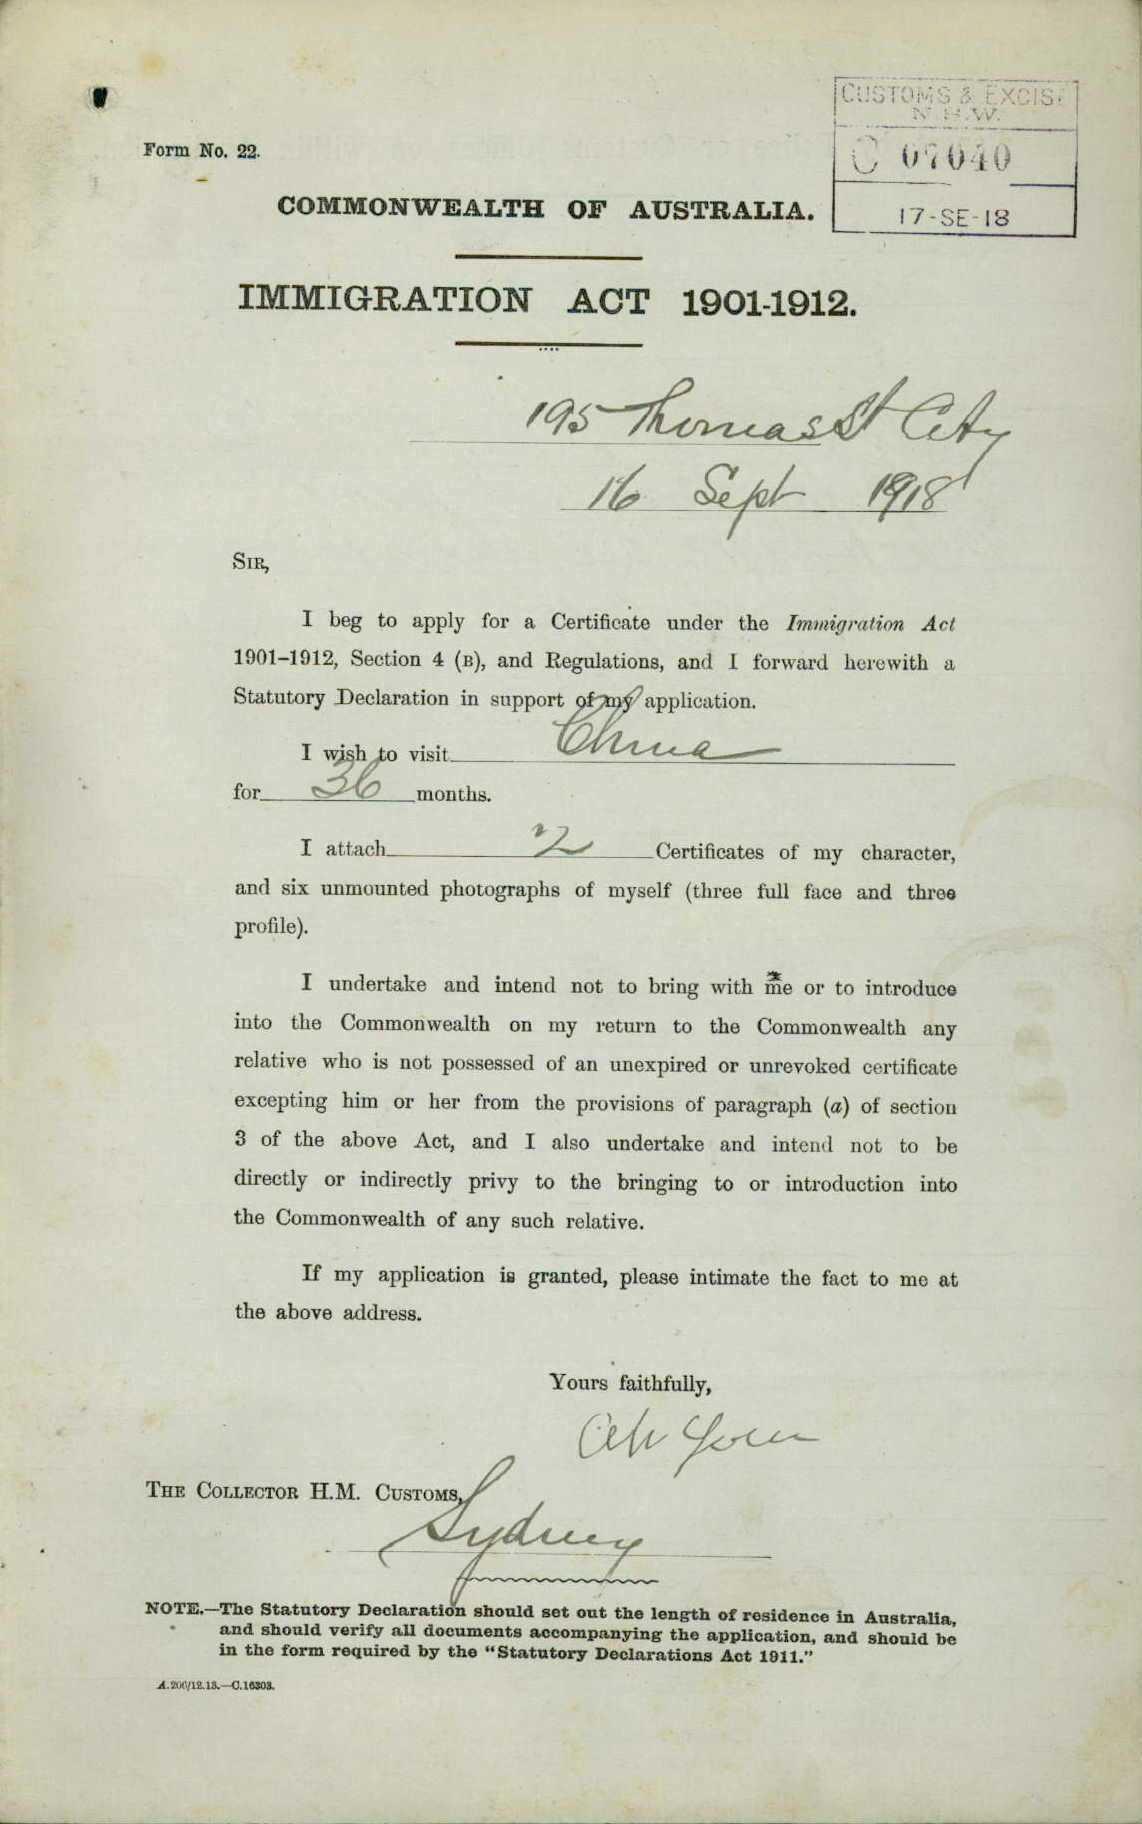 CUSTOMS & EXCISE
N.S.W.
C 07040
17-SE-18
Form No. 22.
COMMONWEALTH OF AUSTRALIA.
IMMIGRATION ACT 1901-1912.
195 Thomas St City
16 Sept 1918
SIR,
I beg to apply for a Certificate under the Immigration Act
1901–1912, Section 4 (B), and Regulations, and I forward herewith a
Statutory Declaration in support of my application.
I wish to visit China
for 36 months.
I attach 2 Certificates of my character,
and six unmounted photographs of myself (three full face and three
profile).
I undertake and intend not to bring with me or to introduce
into the Commonwealth on my return to the Commonwealth any
relative who is not possessed of an unexpired or unrevoked certificate
excepting him or her from the provisions of paragraph (a) of section
3 of the above Act, and I also undertake and intend not to be
directly or indirectly privy to the bringing to or introduction into
the Commonwealth of any such relative.
If my application is granted, please intimate the fact to me at
the above address.
Yours faithfully,
Ah
THE COLLECTOR H.M. CUSTOMS,
Sydney
NOTE.—The Statutory Declaration should set out the length of residence in Australia,
and should verify all documents accompanying the application, and should be
in the form required by the "Statutory Declarations Act 1911."
A.200/12.13.—C.16303.